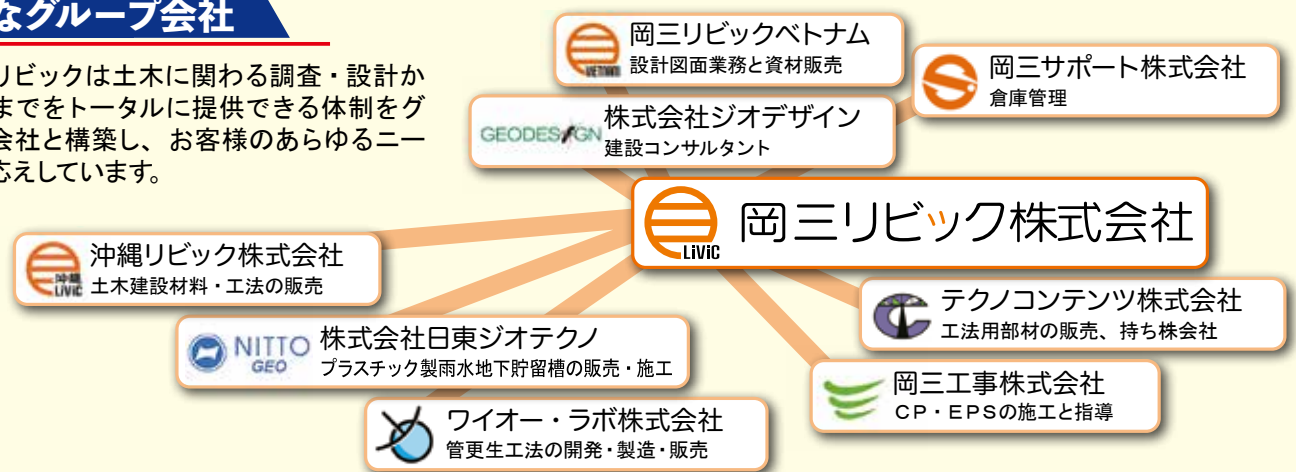 なグループ会社
リビックは土木に関わる調査・設計か
までをトータルに提供できる体制をグ
会社と構築し、お客様のあらゆるニー
応えしています。
VIETNAM
岡三リビックベトナム
設計図面業務と資材販売
岡三サポート株式会社
倉庫管理
GEODESIGN
株式会社ジオデザイン
建設コンサルタント
LiViC
岡三リビック株式会社
沖縄
LiViC
沖縄リビック株式会社
土木建設材料・工法の販売
テクノコンテンツ株式会社
工法用部材の販売、持ち株会社
NITTO
GEO
株式会社日東ジオテクノ
プラスチック製雨水地下貯留槽の販売・施工
岡三工事株式会社
CP・EPSの施工と指導
ワイオー・ラボ株式会社
管更生工法の開発・製造・販売